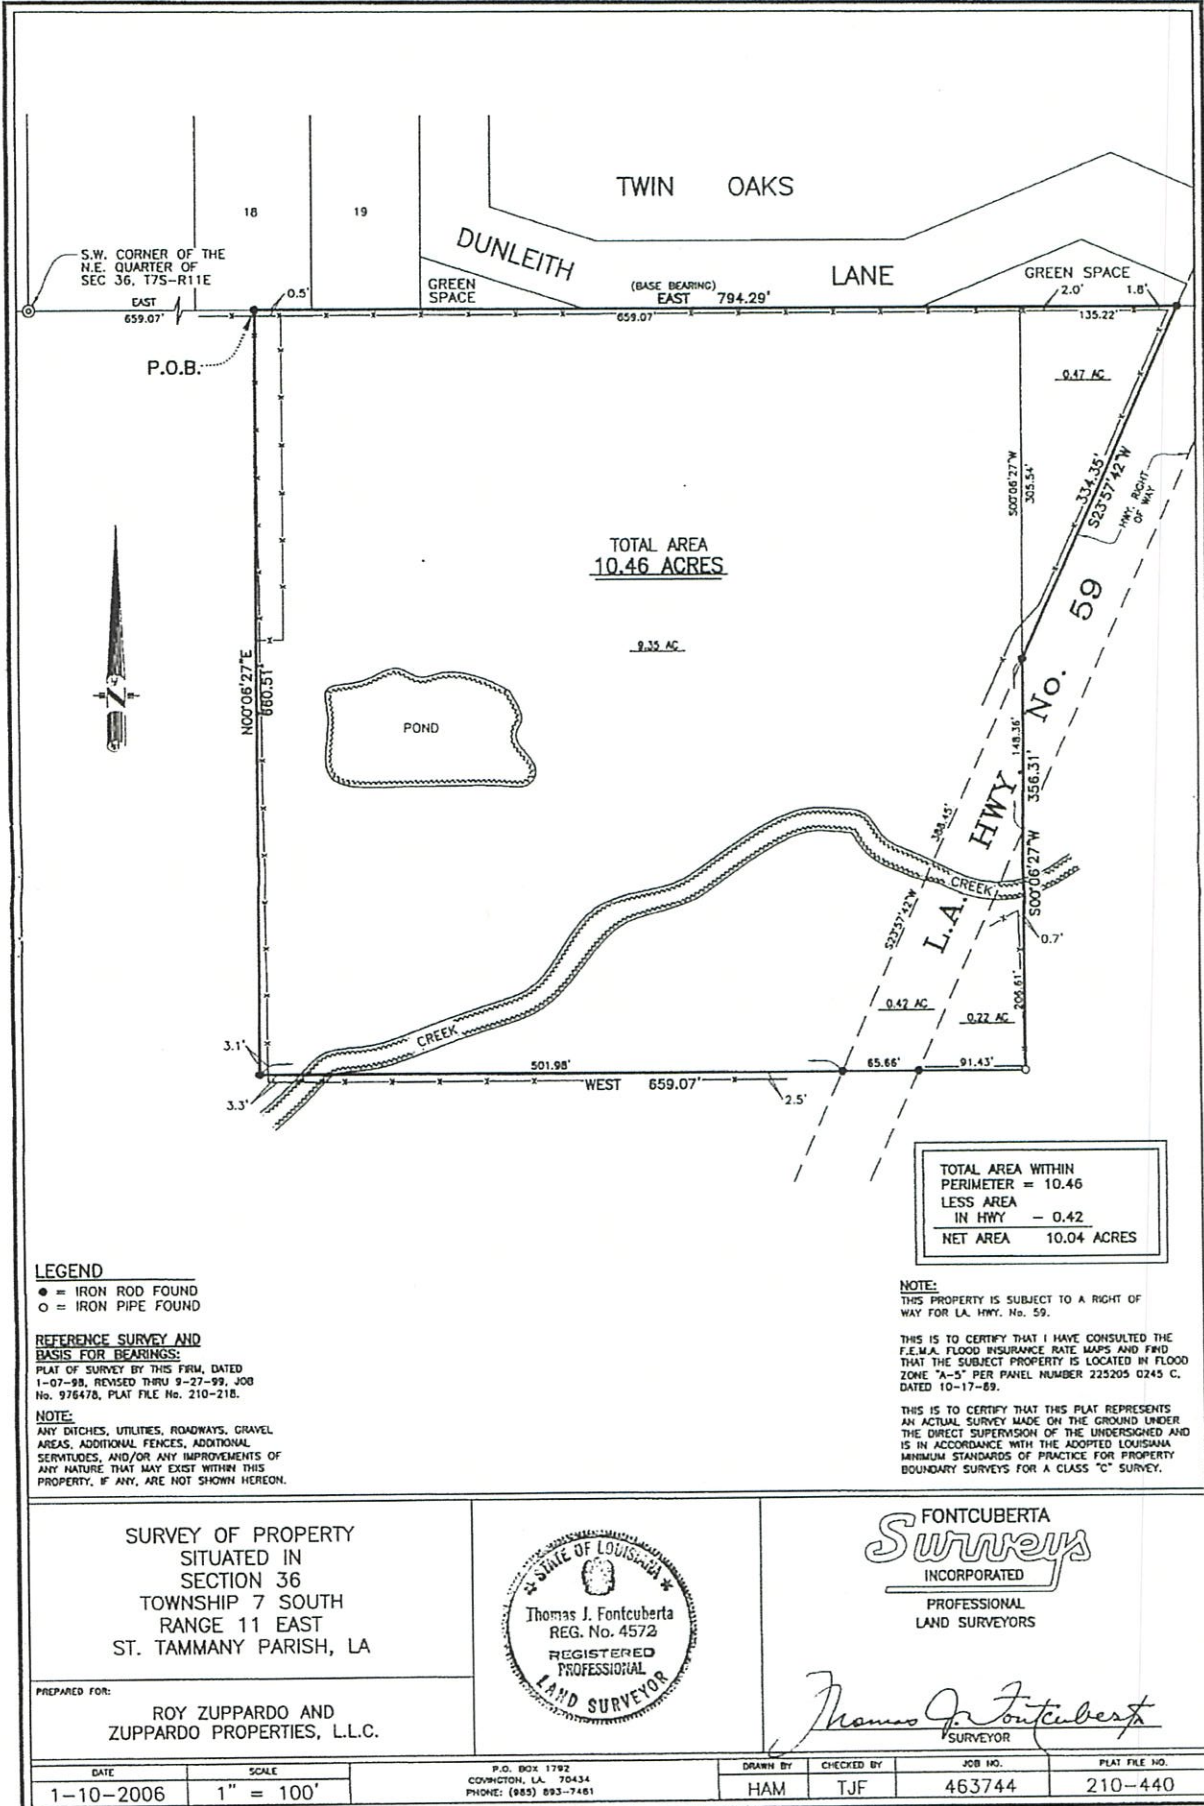 TWIN OAKS
18
19
DUNLEITH
LANE
S.W. CORNER OF THE
N.E. QUARTER OF
SEC 36, T7S-R11E
GREEN
SPACE
GREEN SPACE
(BASE BEARING)
EAST 794.29'
EAST
659.07'
0.5'
2.0'
1.8'
659.07'
135.22'
P.O.B.
0.47 AC
S00°06'27"W
305.54'
334.35'
S23°57'42"W
HWY. RIGHT
OF WAY
TOTAL AREA
10.46 ACRES
9.35 AC
N00°06'27"E
660.51'
POND
L.A. HWY. No. 59
148.36'
356.31'
S00°06'27"W
388.45'
S23°57'42"W
CREEK
0.7'
206.61'
0.42 AC
0.22 AC
CREEK
3.1'
501.98'
65.66'
91.43'
WEST 659.07'
3.3'
2.5'
TOTAL AREA WITHIN
PERIMETER = 10.46
LESS AREA
IN HWY - 0.42
NET AREA 10.04 ACRES
LEGEND
● = IRON ROD FOUND
○ = IRON PIPE FOUND
REFERENCE SURVEY AND
BASIS FOR BEARINGS:
PLAT OF SURVEY BY THIS FIRM, DATED
1-07-98, REVISED THRU 9-27-99, JOB
No. 976478, PLAT FILE No. 210-218.
NOTE:
ANY DITCHES, UTILITIES, ROADWAYS, GRAVEL
AREAS, ADDITIONAL FENCES, ADDITIONAL
SERVITUDES, AND/OR ANY IMPROVEMENTS OF
ANY NATURE THAT MAY EXIST WITHIN THIS
PROPERTY, IF ANY, ARE NOT SHOWN HEREON.
NOTE:
THIS PROPERTY IS SUBJECT TO A RIGHT OF
WAY FOR LA. HWY. No. 59.
THIS IS TO CERTIFY THAT I HAVE CONSULTED THE
F.E.M.A. FLOOD INSURANCE RATE MAPS AND FIND
THAT THE SUBJECT PROPERTY IS LOCATED IN FLOOD
ZONE "A-5" PER PANEL NUMBER 225205 0245 C,
DATED 10-17-89.
THIS IS TO CERTIFY THAT THIS PLAT REPRESENTS
AN ACTUAL SURVEY MADE ON THE GROUND UNDER
THE DIRECT SUPERVISION OF THE UNDERSIGNED AND
IS IN ACCORDANCE WITH THE ADOPTED LOUISIANA
MINIMUM STANDARDS OF PRACTICE FOR PROPERTY
BOUNDARY SURVEYS FOR A CLASS "C" SURVEY.
SURVEY OF PROPERTY
SITUATED IN
SECTION 36
TOWNSHIP 7 SOUTH
RANGE 11 EAST
ST. TAMMANY PARISH, LA
PREPARED FOR:
ROY ZUPPARDO AND
ZUPPARDO PROPERTIES, L.L.C.
STATE OF LOUISIANA
Thomas J. Fontcuberta
REG. No. 4572
REGISTERED
PROFESSIONAL
LAND SURVEYOR
FONTCUBERTA
Surveys
INCORPORATED
PROFESSIONAL
LAND SURVEYORS
Thomas J. Fontcuberta
SURVEYOR
DATE
1-10-2006
SCALE
1" = 100'
P.O. BOX 1792
COVINGTON, LA. 70434
PHONE: (985) 893-7461
DRAWN BY
HAM
CHECKED BY
TJF
JOB NO.
463744
PLAT FILE NO.
210-440